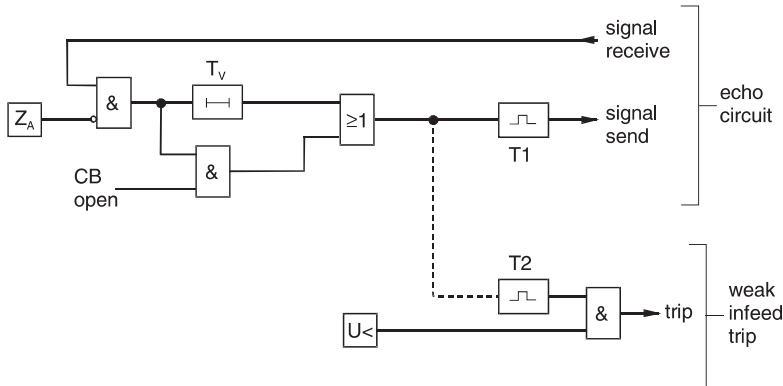 signal
receive
T_V
&
Z_A
≥1
signal
send
echo
circuit
T1
CB
open
&
T2
trip
weak
infeed
trip
U<
&